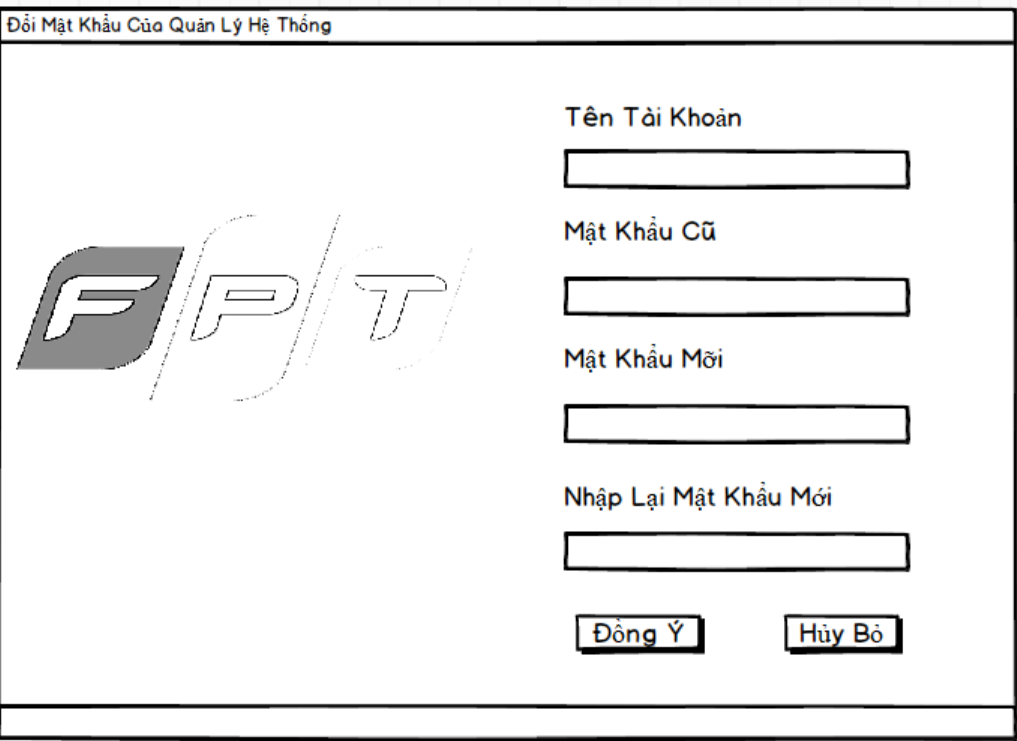 Đổi Mật Khẩu Của Quản Lý Hệ Thống
FPT
Tên Tài Khoản
Mật Khẩu Cũ
Mật Khẩu Mỡi
Nhập Lại Mật Khẩu Mới
Đồng Ý
Hủy Bỏ